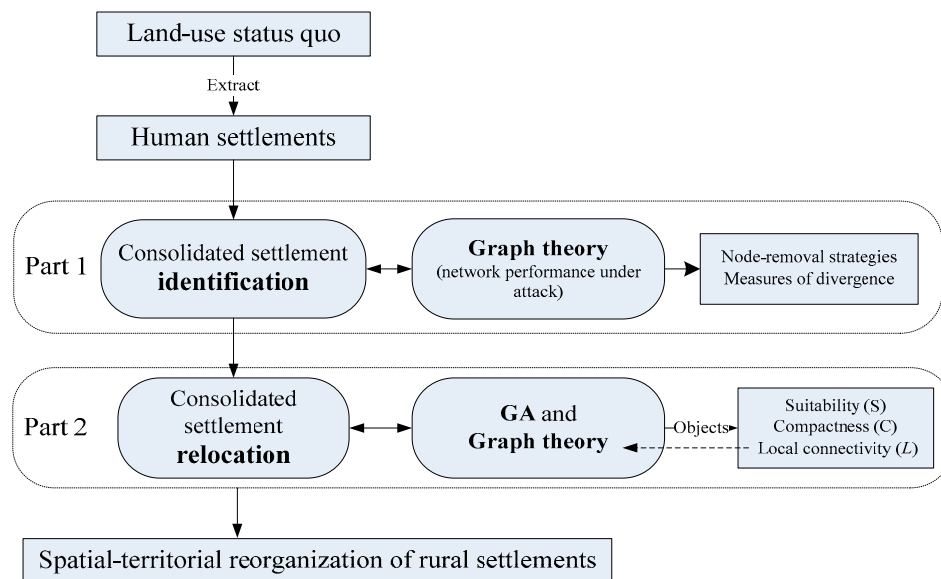 Land-use status quo
Extract
Human settlements
Part 1
Consolidated settlement
identification
Graph theory
(network performance under
attack)
Node-removal strategies
Measures of divergence
Part 2
Consolidated
settlement
relocation
GA and
Graph theory
Objects
Suitability (S)
Compactness (C)
Local connectivity (L)
Spatial-territorial reorganization of rural settlements